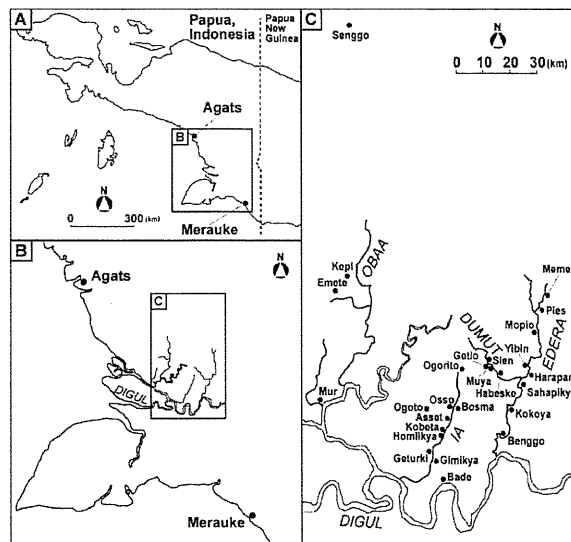 A
Papua,
Indonesia
Papua
New
Guinea
Agats
B
N
0 300 (km)
Merauke
B
N
Agats
C
DIGUL
Merauke
C
N
Senggo
0 10 20 30 (km)
Kepi
Emete
OBAA
Meme
Pies
Mopio
EDERA
DUMUT
Yibin
Getio
Sien
Ogorito
Harapan
Muya
Habesko
Sahapikya
Mur
Osso
Ogoto
Bosma
Kokoya
Assat
Kobeta
IA
Homlikya
Benggo
Geturki
Gimikya
Bade
DIGUL